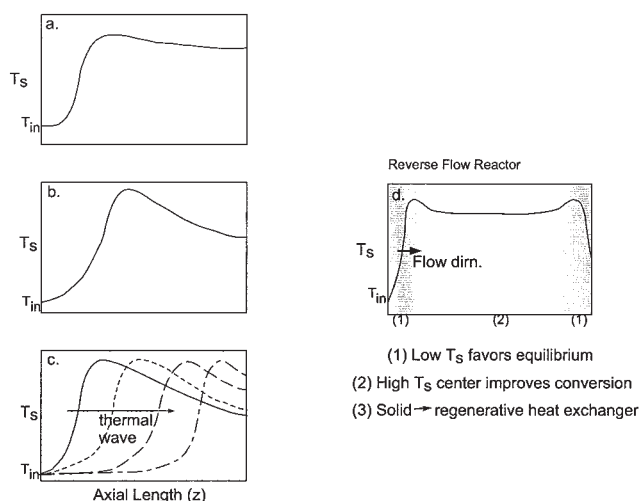 a.
Ts
Tin
b.
Ts
Tin
c.
Ts
thermal
wave
Tin
Axial Length (z)
Reverse Flow Reactor
d.
Ts
Flow dirn.
Tin
(1) (2) (1)
(1) Low Ts favors equilibrium
(2) High Ts center improves conversion
(3) Solid → regenerative heat exchanger